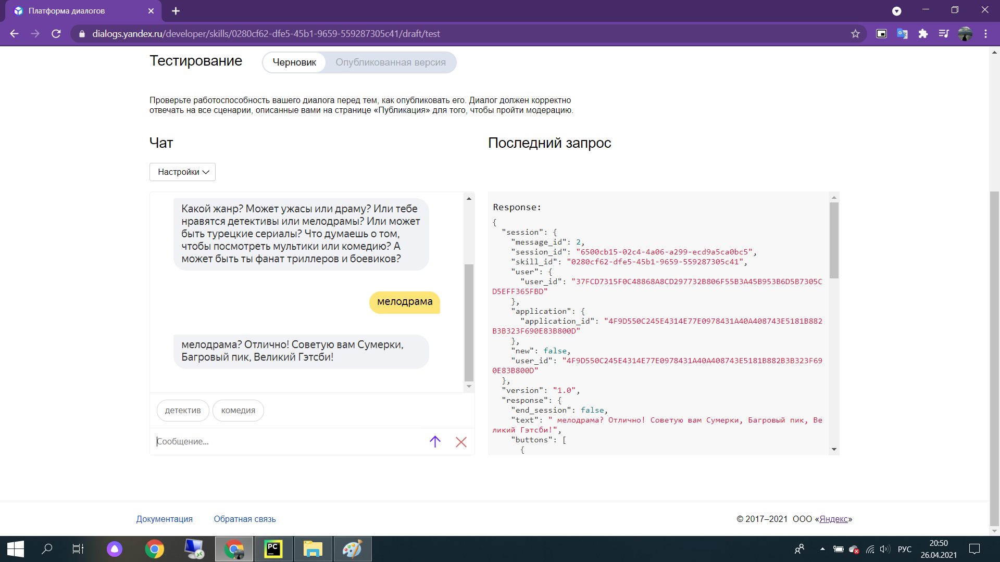 Платформа диалогов
dialogs.yandex.ru/developer/skills/0280cf62-dfe5-45b1-9659-559287305c41/draft/test
Тестирование
Черновик
Опубликованная версия
Проверьте работоспособность вашего диалога перед тем, как опубликовать его. Диалог должен корректно
отвечать на все сценарии, описанные вами на странице «Публикация» для того, чтобы пройти модерацию.
Чат
Настройки
Какой жанр? Может ужасы или драму? Или тебе
нравятся детективы или мелодрамы? Или может
быть турецкие сериалы? Что думаешь о том,
чтобы посмотреть мультики или комедию? А
может быть ты фанат триллеров и боевиков?
мелодрама
мелодрама? Отлично! Советую вам Сумерки,
Багровый пик, Великий Гэтсби!
детектив
комедия
Сообщение...
Последний запрос
Response:
{
"session": {
"message_id": 2,
"session_id": "6500cb15-02c4-4a06-a299-ecd9a5ca0bc5",
"skill_id": "0280cf62-dfe5-45b1-9659-559287305c41",
"user": {
"user_id": "37FCD7315F0C48868A8CD297732B806F55B3A45B953B6D5B7305C
D5EFF365FBD"
},
"application": {
"application_id": "4F9D550C245E4314E77E0978431A40A408743E5181B882
B3B323F690E83B800D"
},
"new": false,
"user_id": "4F9D550C245E4314E77E0978431A40A408743E5181B882B3B323F69
0E83B800D"
},
"version": "1.0",
"response": {
"end_session": false,
"text": " мелодрама? Отлично! Советую вам Сумерки, Багровый пик, Ве
ликий Гэтсби!",
"buttons": [
{
Документация
Обратная связь
© 2017–2021 ООО «Яндекс»
PC
РУС
20:50
26.04.2021